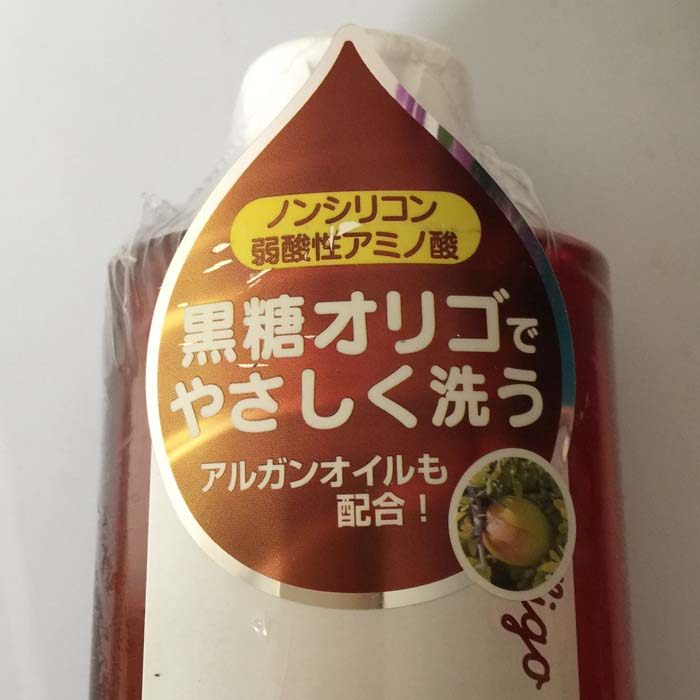 ノンシリコン
弱酸性アミノ酸
黒糖オリゴで
やさしく洗う
アルガンオイルも
配合！
igo